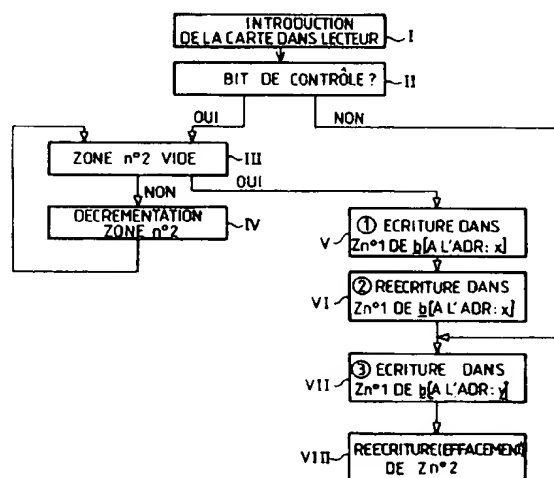 INTRODUCTION
DE LA CARTE DANS LECTEUR
I
BIT DE CONTRÔLE?
II
OUI
NON
ZONE n°2 VIDE
III
NON
OUI
DECREMENTATION
ZONE n°2
IV
① ECRITURE DANS
Zn°1 DE b[A L'ADR: x]
V
② REECRITURE DANS
Zn°1 DE b[A L'ADR: x]
VI
③ ECRITURE DANS
Zn°1 DE b[A L'ADR: y]
VII
REECRITURE(EFFACEMENT)
DE Zn°2
VIII